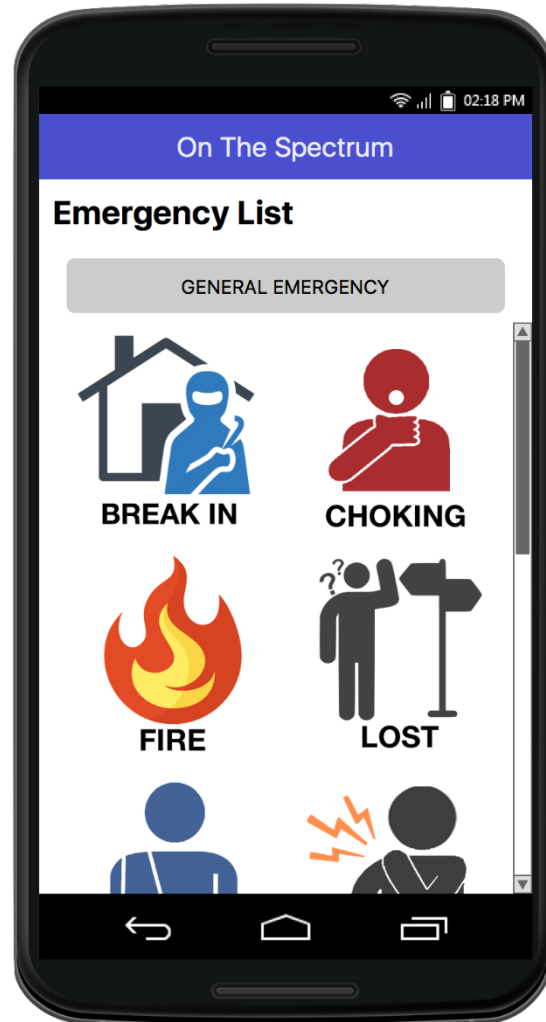 02:18 PM
On The Spectrum
Emergency List
GENERAL EMERGENCY
BREAK IN
CHOKING
??
FIRE
LOST